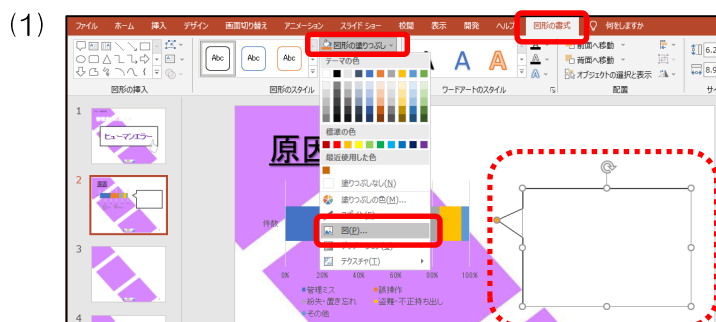 (1)
ファイル ホーム 挿入 デザイン 画面切り替え アニメーション スライド ショー 校閲 表示 開発 ヘルプ 図形の書式 何をしますか
Abc Abc Abc
図形の塗りつぶし
A A
前面へ移動
背面へ移動
オブジェクトの選択と表示
6.2
8.9
図形の挿入 図形のスタイル ワードアートのスタイル 配置
テーマの色
標準の色
最近使用した色
塗りつぶしなし(N)
塗りつぶしの色(M)...
図(P)...
テクスチャ(T)
1
ヒューマンエラー
2
3
4
原因
件数
0% 20% 40% 60% 80% 100%
管理ミス 誤操作
紛失・置き忘れ 盗難・不正持ち出し
その他